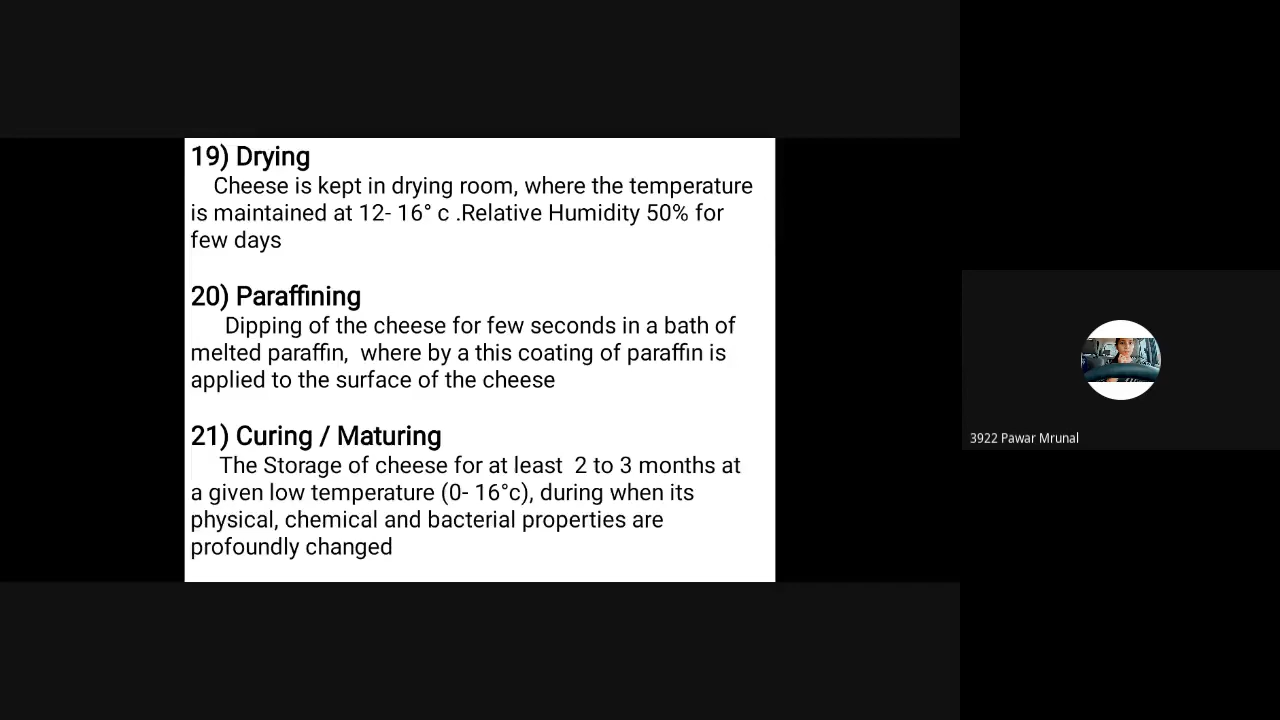 19) Drying
Cheese is kept in drying room, where the temperature
is maintained at 12- 16° c .Relative Humidity 50% for
few days
20) Paraffining
Dipping of the cheese for few seconds in a bath of
melted paraffin, where by a this coating of paraffin is
applied to the surface of the cheese
21) Curing / Maturing
The Storage of cheese for at least 2 to 3 months at
a given low temperature (0- 16°c), during when its
physical, chemical and bacterial properties are
profoundly changed
3922 Pawar Mrunal